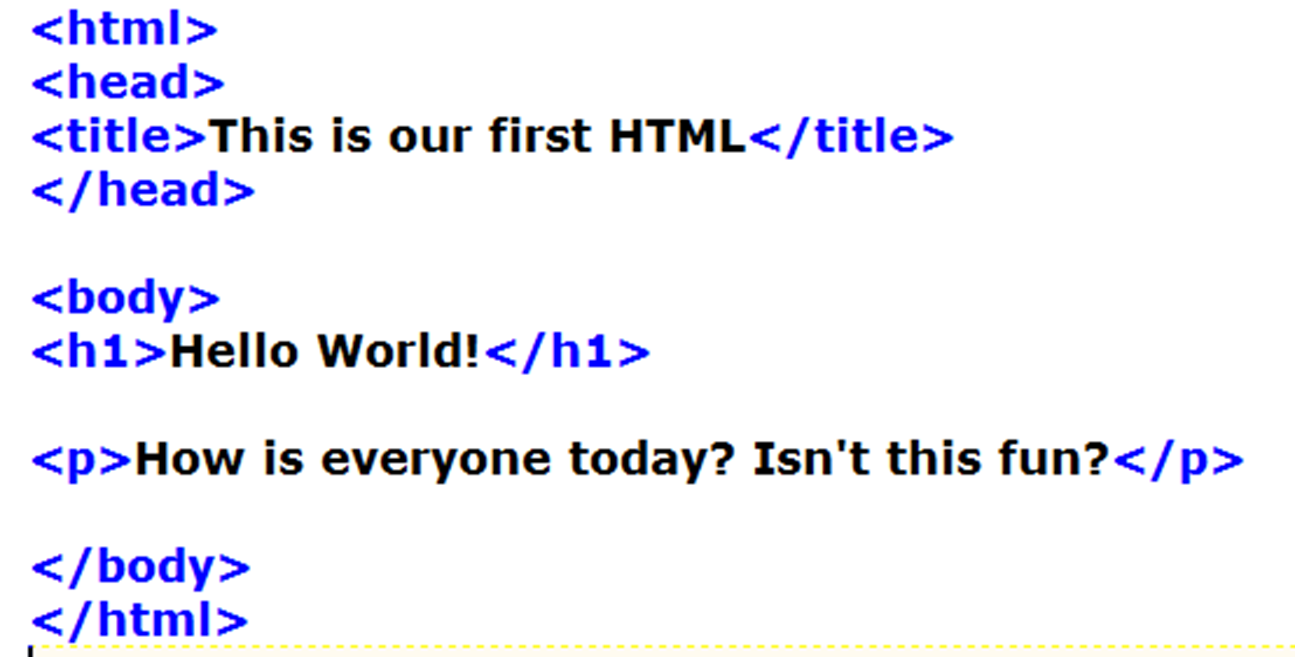 <html>
<head>
<title>This is our first HTML</title>
</head>
<body>
<h1>Hello World!</h1>
<p>How is everyone today? Isn't this fun?</p>
</body>
</html>